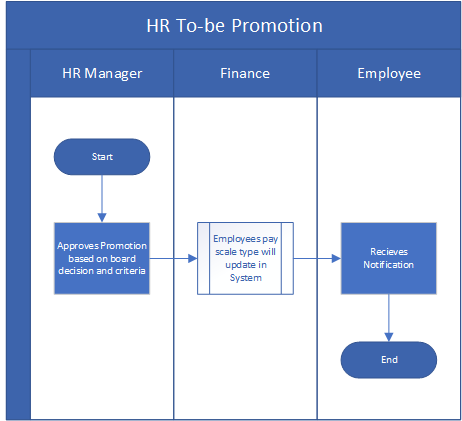 HR To-be Promotion
HR Manager
Finance
Employee
Start
Approves Promotion
based on board
decision and criteria
Employees pay
scale type will
update in
System
Recieves
Notification
End